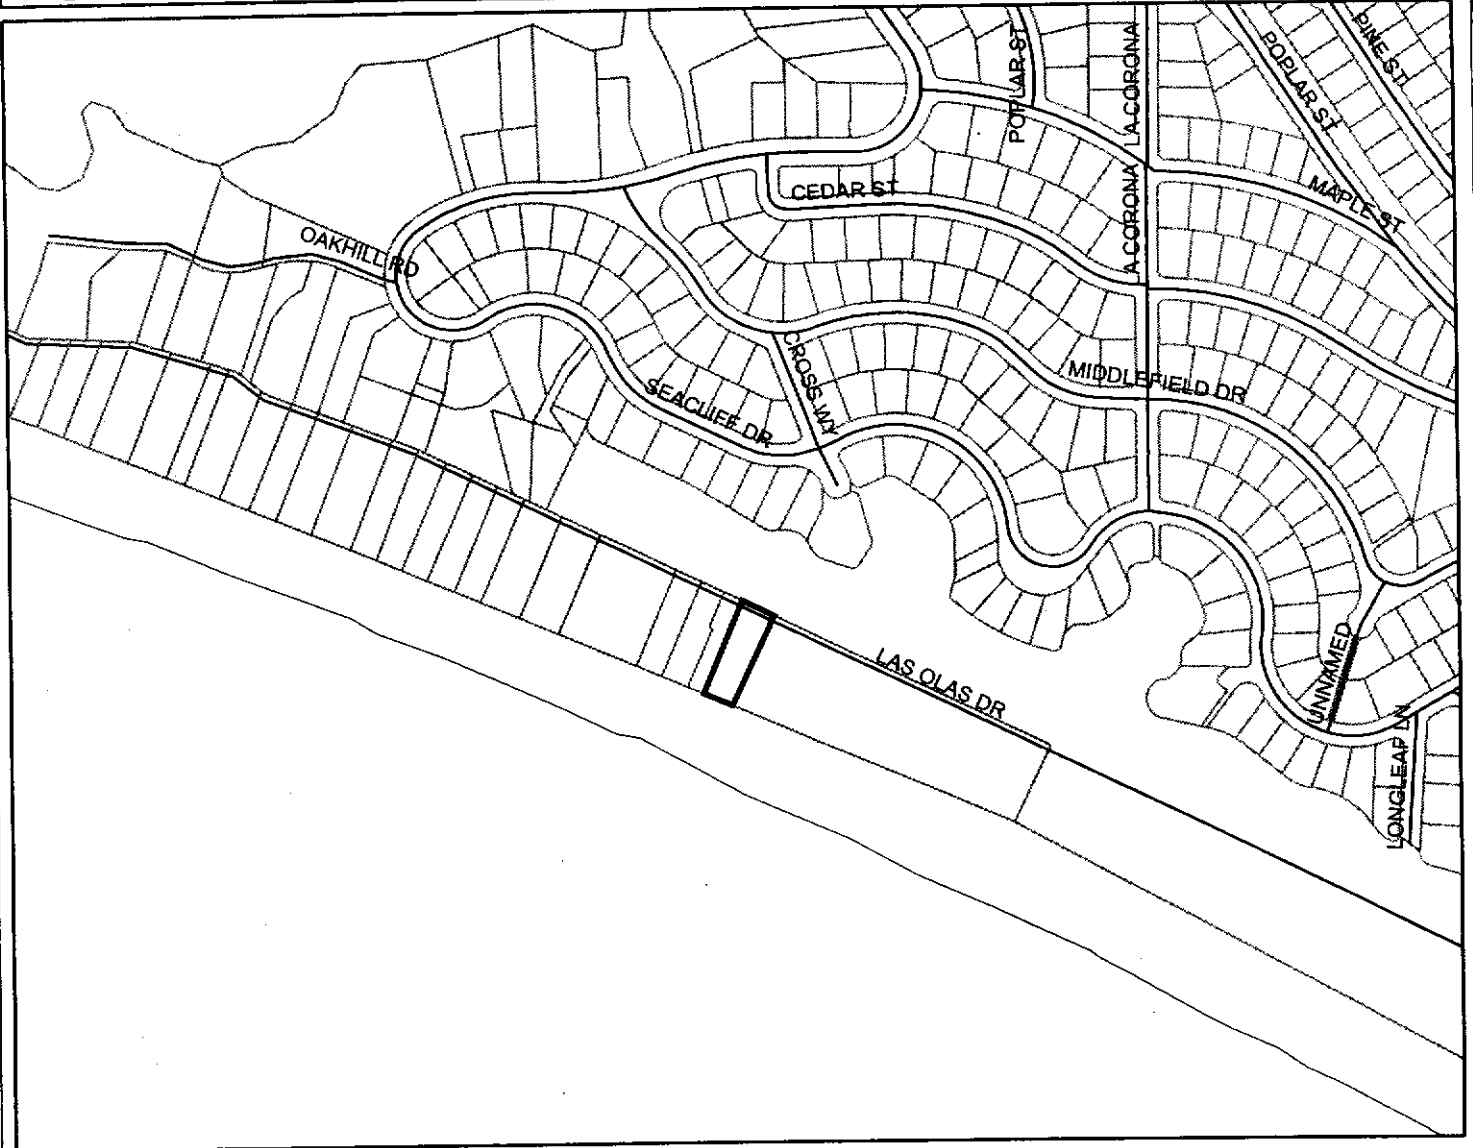 PINE ST
POPLAR ST
POPLAR ST
LA CORONA
MAPLE ST
CEDAR ST
LA CORONA
OAKHILL RD
CROSS WY
MIDDLEFIELD DR
SEACLIFF DR
LAS OLAS DR
UNNAMED
LONGLEAF LN